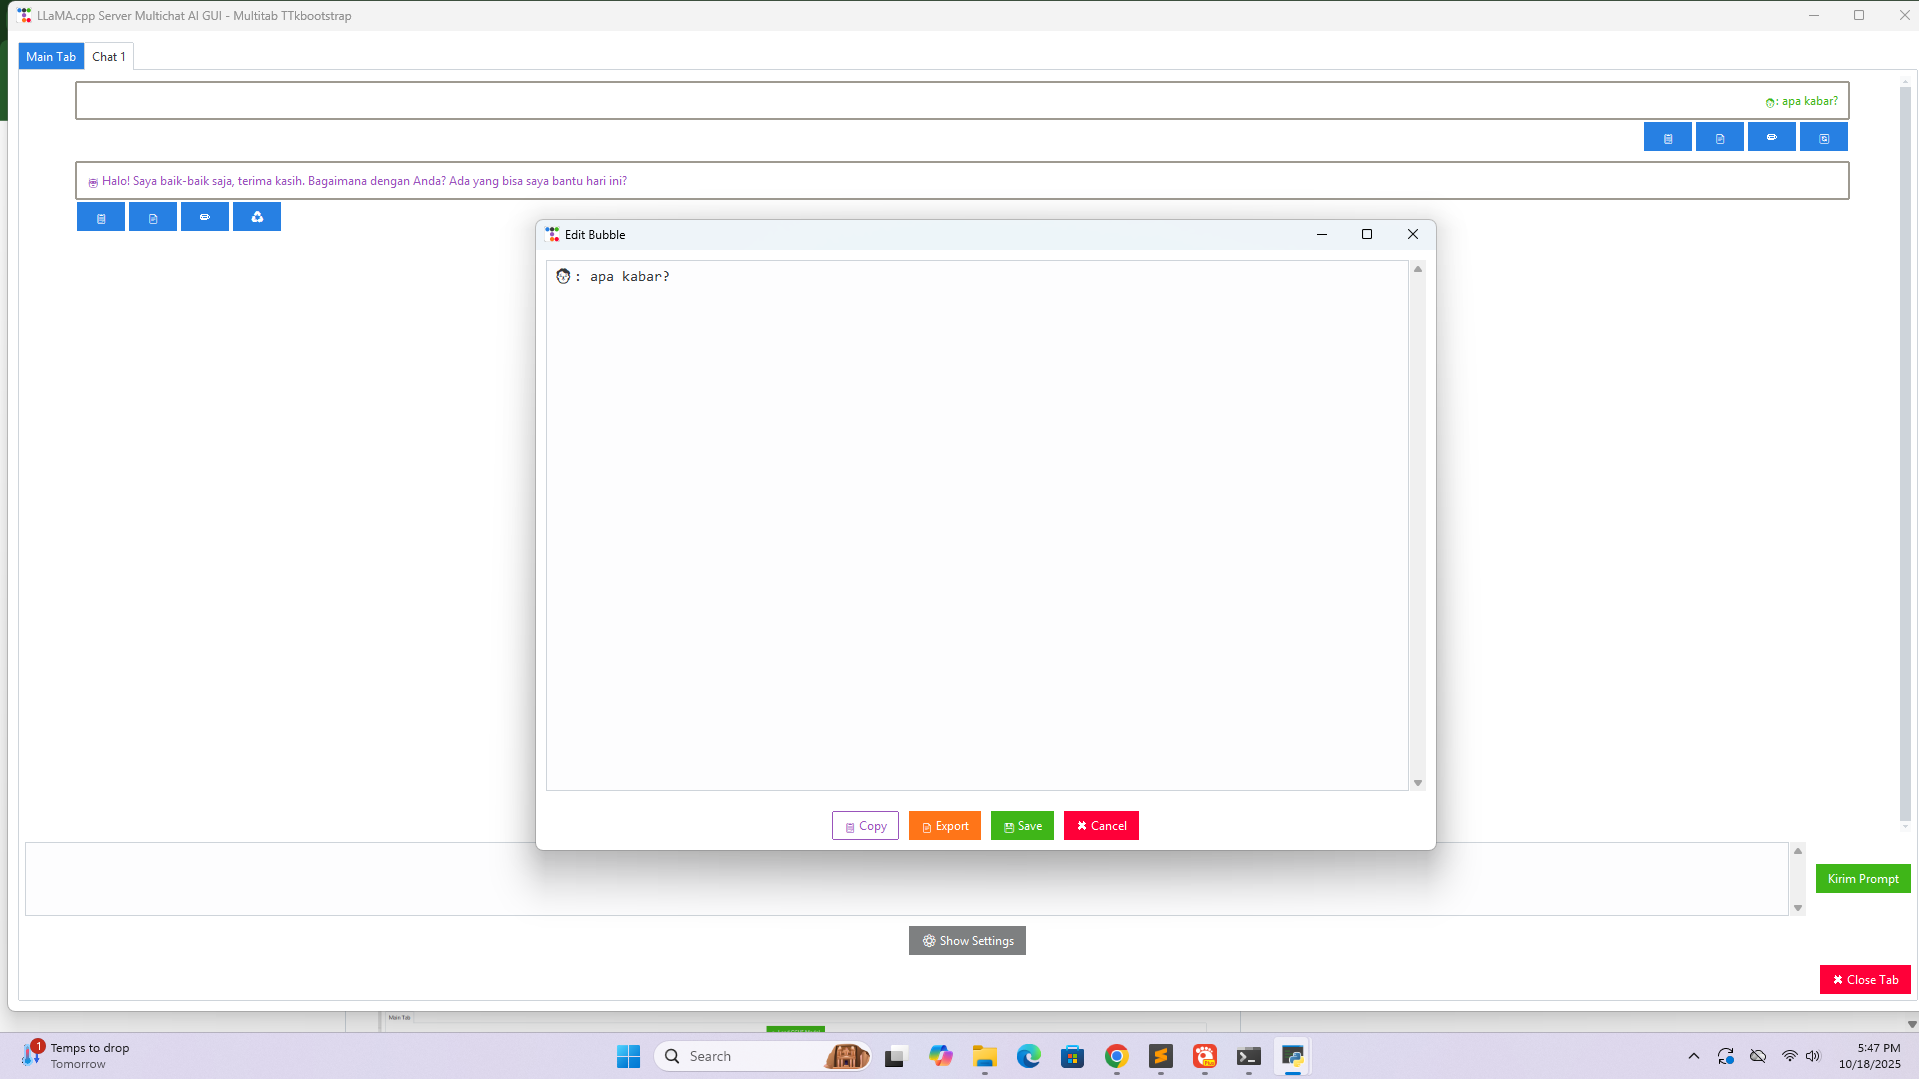 LLaMA.cpp Server Multichat AI GUI - Multitab TTkbootstrap
Main Tab
Chat 1
: apa kabar?
Halo! Saya baik-baik saja, terima kasih. Bagaimana dengan Anda? Ada yang bisa saya bantu hari ini?
Edit Bubble
: apa kabar?
Copy
Export
Save
Cancel
Kirim Prompt
Show Settings
Close Tab
Main Tab
1
Temps to drop
Tomorrow
Search
5:47 PM
10/18/2025